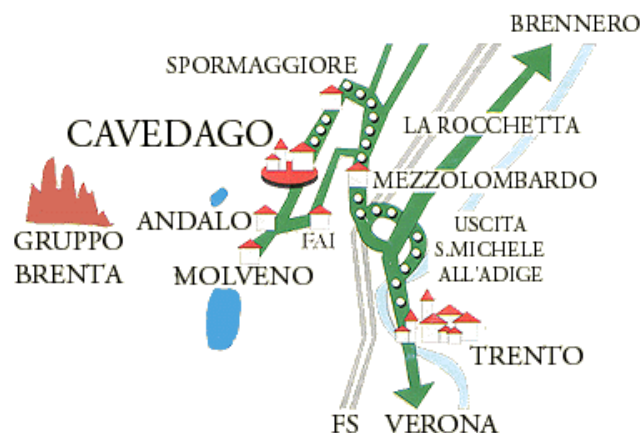 BRENNERO
SPORMAGGIORE
CAVEDAGO
LA ROCCHETTA
MEZZOLOMBARDO
ANDALO
FAI
USCITA
S.MICHELE
ALL'ADIGE
GRUPPO
BRENTA
MOLVENO
TRENTO
FS
VERONA